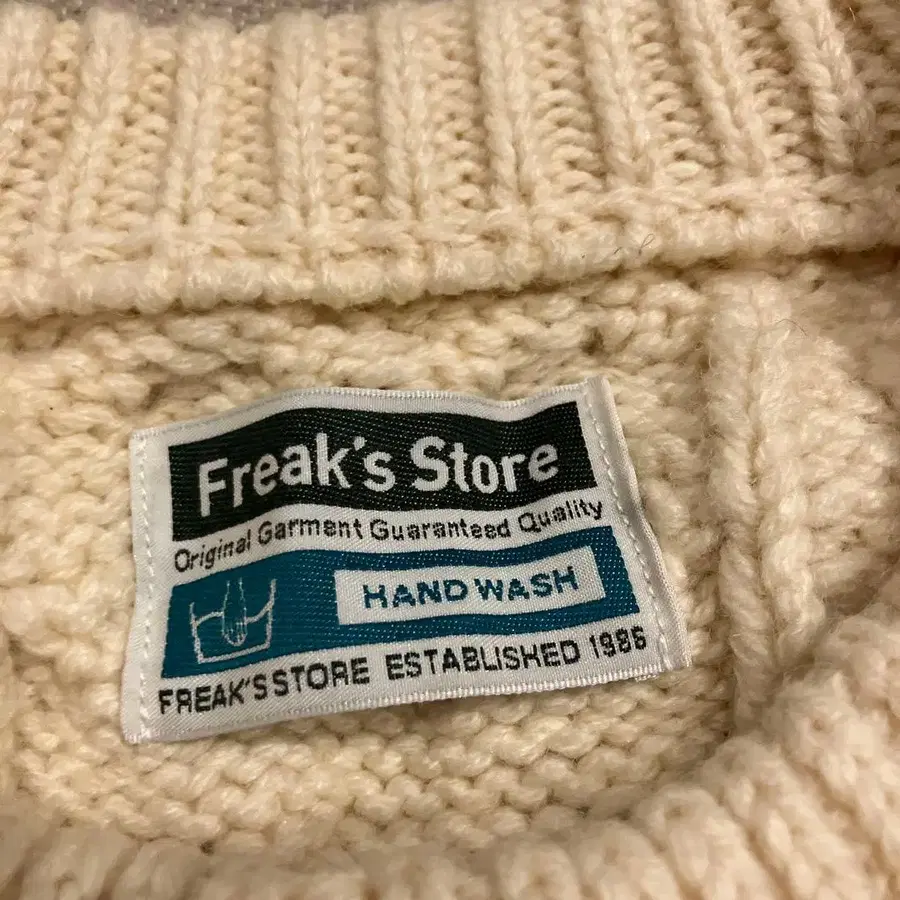 Freak's Store
Original Garment Guaranteed Quality
HAND WASH
FREAK'S STORE ESTABLISHED 1986